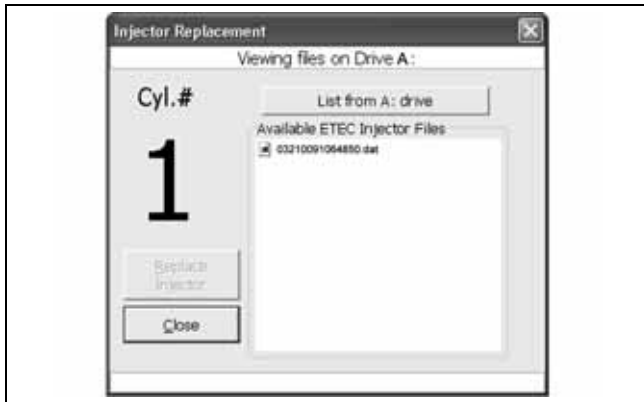 Injector Replacement
Viewing files on Drive A:
Cyl.#
1
List from A: drive
Available ETEC Injector Files
03210091064850.dat
Replace
Injector
Close